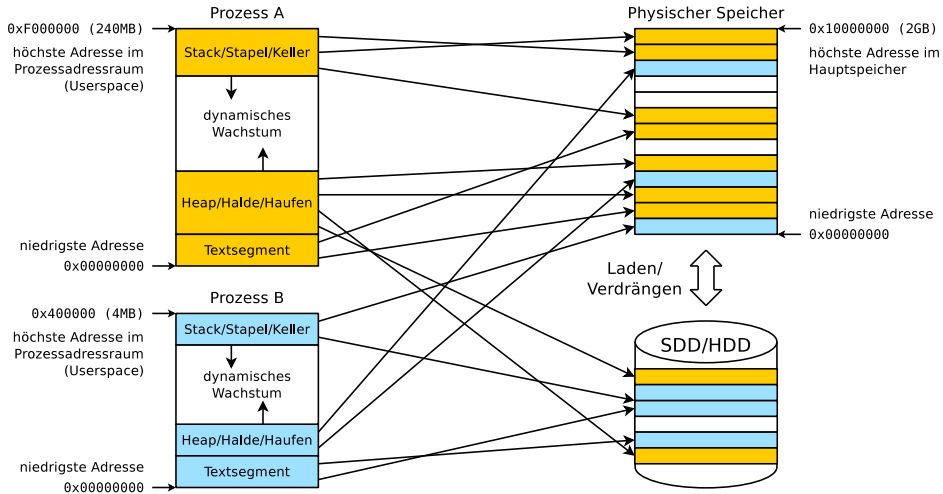 Prozess A
0xF000000 (240MB)
höchste Adresse im
Prozessadressraum
(Userspace)
Stack/Stapel/Keller
dynamisches
Wachstum
Heap/Halde/Haufen
Textsegment
niedrigste Adresse
0x00000000
Prozess B
0x400000 (4MB)
höchste Adresse im
Prozessadressraum
(Userspace)
Stack/Stapel/Keller
dynamisches
Wachstum
Heap/Halde/Haufen
Textsegment
niedrigste Adresse
0x00000000
Physischer Speicher
0x10000000 (2GB)
höchste Adresse im
Hauptspeicher
niedrigste Adresse
0x00000000
Laden/
Verdrängen
SDD/HDD